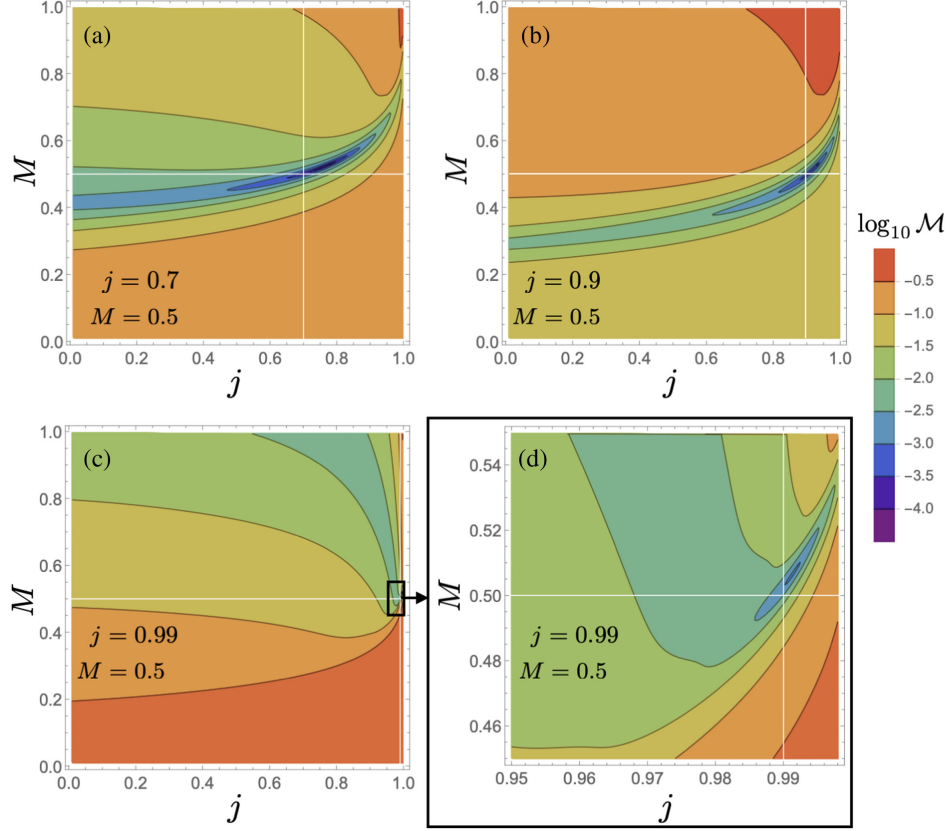 (a)
M
1.0
0.8
0.6
0.4
0.2
0.0
j = 0.7
M = 0.5
0.0 0.2 0.4 0.6 0.8 1.0
j
(b)
M
1.0
0.8
0.6
0.4
0.2
0.0
j = 0.9
M = 0.5
0.0 0.2 0.4 0.6 0.8 1.0
j
log₁₀ ℳ
−0.5
−1.0
−1.5
−2.0
−2.5
−3.0
−3.5
−4.0
(c)
M
1.0
0.8
0.6
0.4
0.2
0.0
j = 0.99
M = 0.5
0.0 0.2 0.4 0.6 0.8 1.0
j
(d)
M
0.54
0.52
0.50
0.48
0.46
j = 0.99
M = 0.5
0.95 0.96 0.97 0.98 0.99
j